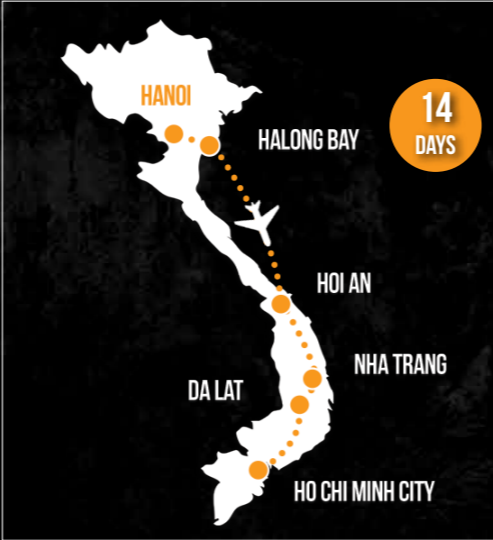 HANOI
14
DAYS
HALONG BAY
HOI AN
NHA TRANG
DA LAT
HO CHI MINH CITY